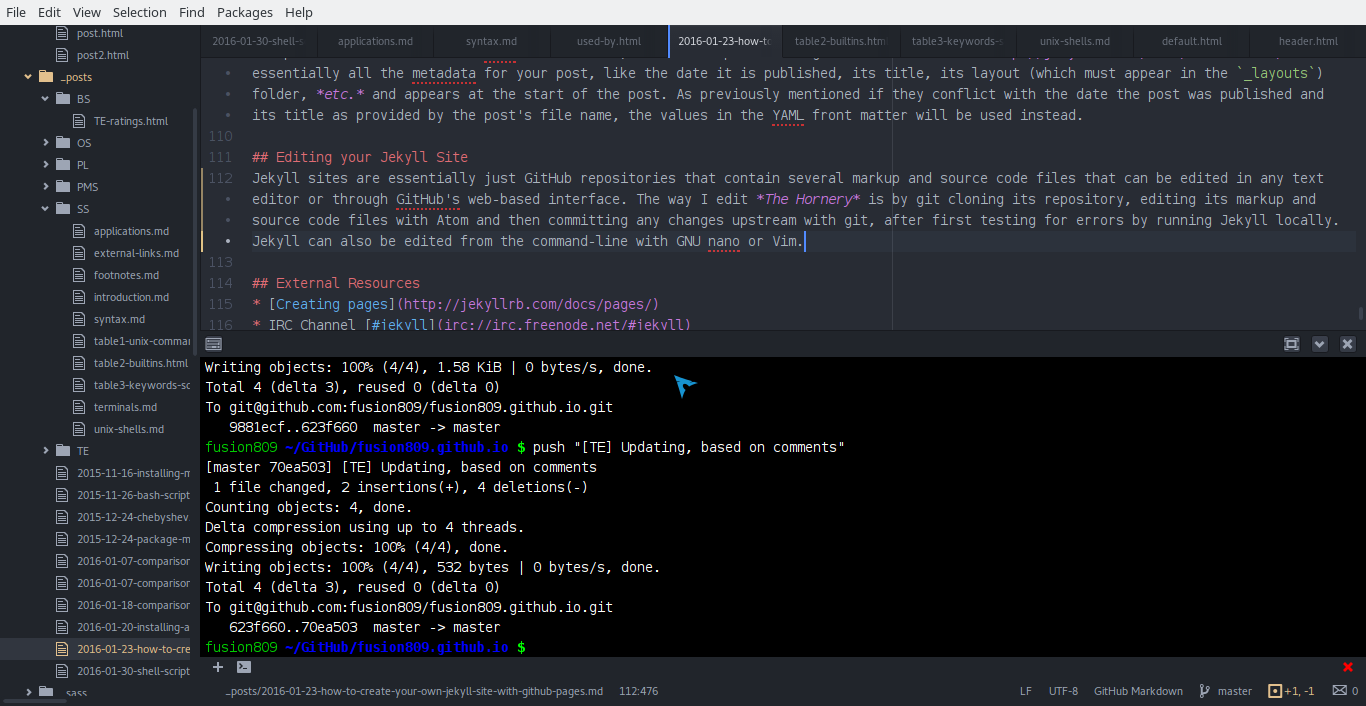 File Edit View Selection Find Packages Help
post.html
post2.html
_posts
BS
TE-ratings.html
OS
PL
PMS
SS
applications.md
external-links.md
footnotes.md
introduction.md
syntax.md
table1-unix-comma
table2-builtins.html
table3-keywords-sc
terminals.md
unix-shells.md
TE
2015-11-16-installing-m
2015-11-26-bash-script
2015-12-24-chebyshev
2015-12-24-package-m
2016-01-07-comparison
2016-01-07-comparison
2016-01-18-comparison
2016-01-20-installing-a
2016-01-23-how-to-cre
2016-01-30-shell-script
_sass
2016-01-30-shell-s applications.md syntax.md used-by.html 2016-01-23-how-to table2-builtins.htm table3-keywords-s unix-shells.md default.html header.html
essentially all the metadata for your post, like the date it is published, its title, its layout (which must appear in the `_layouts`)
folder, *etc.* and appears at the start of the post. As previously mentioned if they conflict with the date the post was published and
its title as provided by the post's file name, the values in the YAML front matter will be used instead.
110
111 ## Editing your Jekyll Site
112 Jekyll sites are essentially just GitHub repositories that contain several markup and source code files that can be edited in any text
editor or through GitHub's web-based interface. The way I edit *The Hornery* is by git cloning its repository, editing its markup and
source code files with Atom and then committing any changes upstream with git, after first testing for errors by running Jekyll locally.
Jekyll can also be edited from the command-line with GNU nano or Vim.
113
114 ## External Resources
115 * [Creating pages](http://jekyllrb.com/docs/pages/)
116 * IRC Channel [#jekyll](irc://irc.freenode.net/#jekyll)
Writing objects: 100% (4/4), 1.58 KiB | 0 bytes/s, done.
Total 4 (delta 3), reused 0 (delta 0)
To git@github.com:fusion809/fusion809.github.io.git
9881ecf..623f660 master -> master
fusion809 ~/GitHub/fusion809.github.io $ push "[TE] Updating, based on comments"
[master 70ea503] [TE] Updating, based on comments
1 file changed, 2 insertions(+), 4 deletions(-)
Counting objects: 4, done.
Delta compression using up to 4 threads.
Compressing objects: 100% (4/4), done.
Writing objects: 100% (4/4), 532 bytes | 0 bytes/s, done.
Total 4 (delta 3), reused 0 (delta 0)
To git@github.com:fusion809/fusion809.github.io.git
623f660..70ea503 master -> master
fusion809 ~/GitHub/fusion809.github.io $
_posts/2016-01-23-how-to-create-your-own-jekyll-site-with-github-pages.md 112:476 LF UTF-8 GitHub Markdown master +1, -1 0